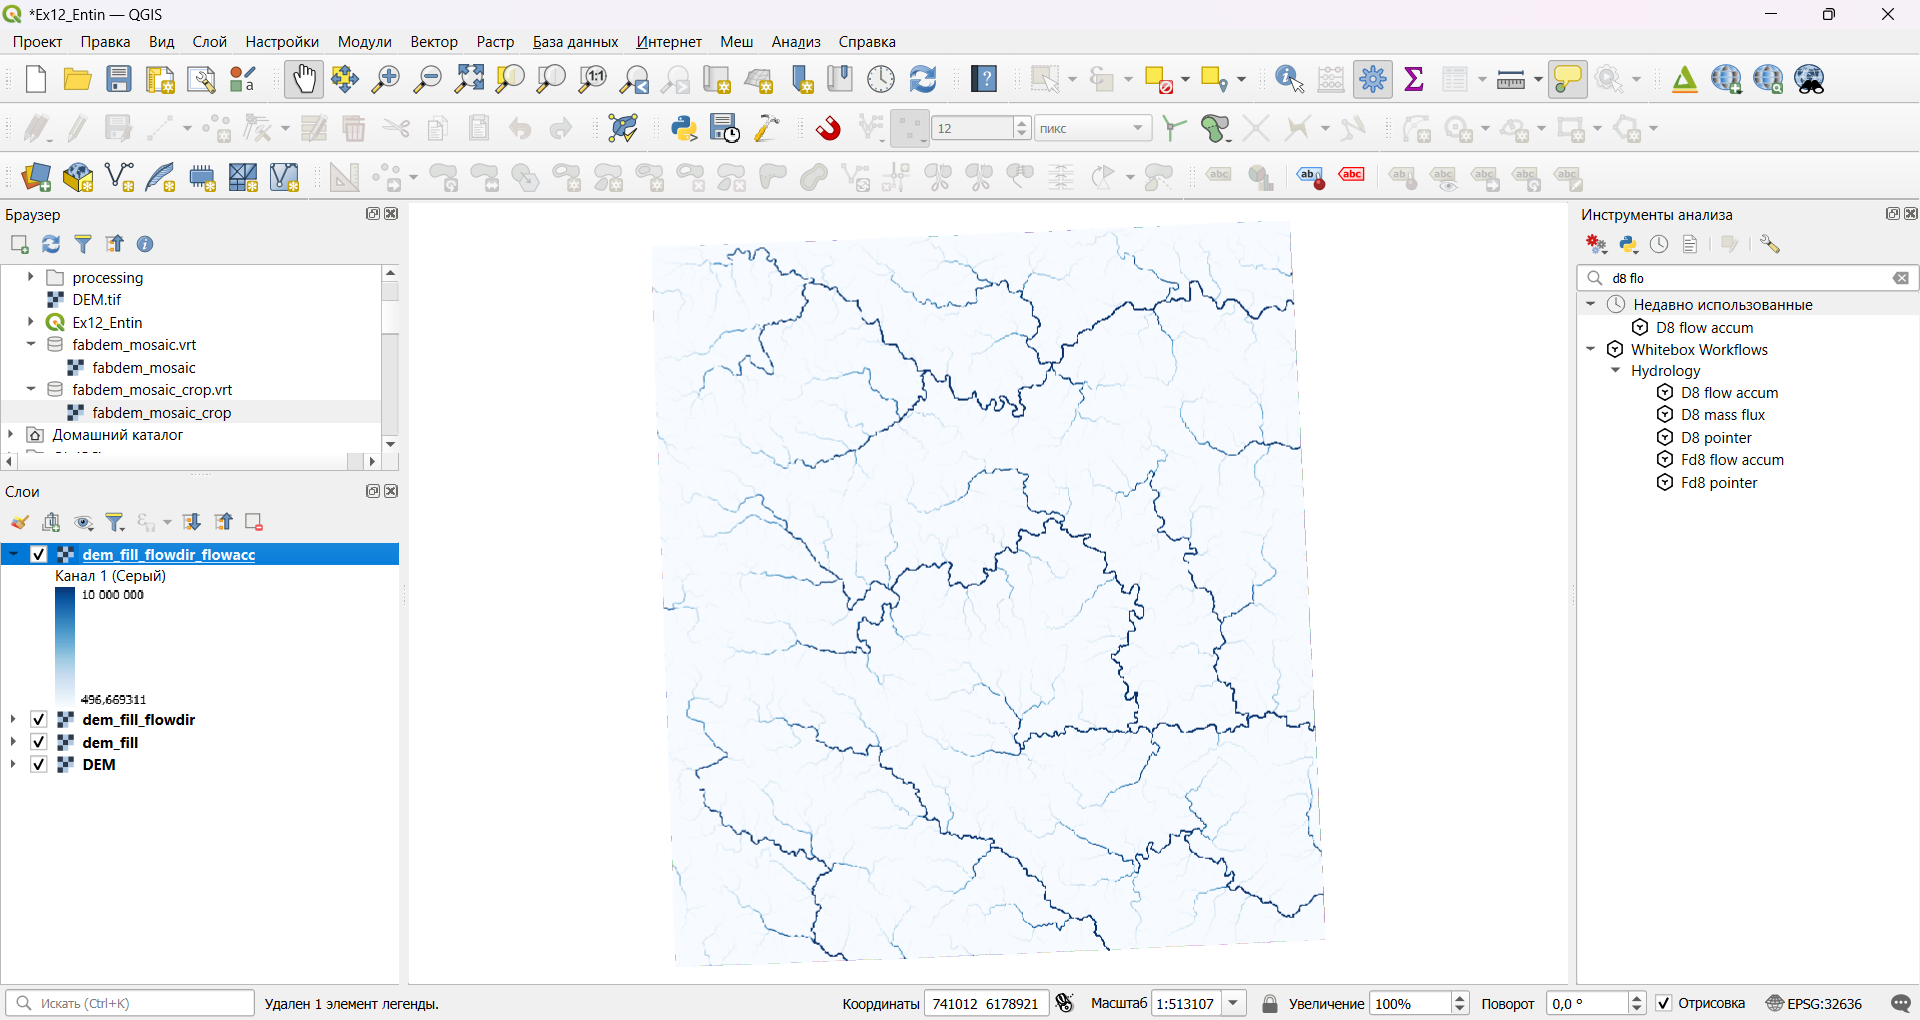 *Ex12_Entin — QGIS
Проект Правка Вид Слой Настройки Модули Вектор Растр База данных Интернет Меш Анализ Справка
12 пикс
Браузер
processing
DEM.tif
Ex12_Entin
fabdem_mosaic.vrt
fabdem_mosaic
fabdem_mosaic_crop.vrt
fabdem_mosaic_crop
Домашний каталог
Слои
dem_fill_flowdir_flowacc
Канал 1 (Серый)
10 000 000
496,669311
dem_fill_flowdir
dem_fill
DEM
Инструменты анализа
d8 flo
Недавно использованные
D8 flow accum
Whitebox Workflows
Hydrology
D8 flow accum
D8 mass flux
D8 pointer
Fd8 flow accum
Fd8 pointer
Искать (Ctrl+K) Удален 1 элемент легенды. Координаты 741012 6178921 Масштаб 1:513107 Увеличение 100% Поворот 0,0 ° Отрисовка EPSG:32636